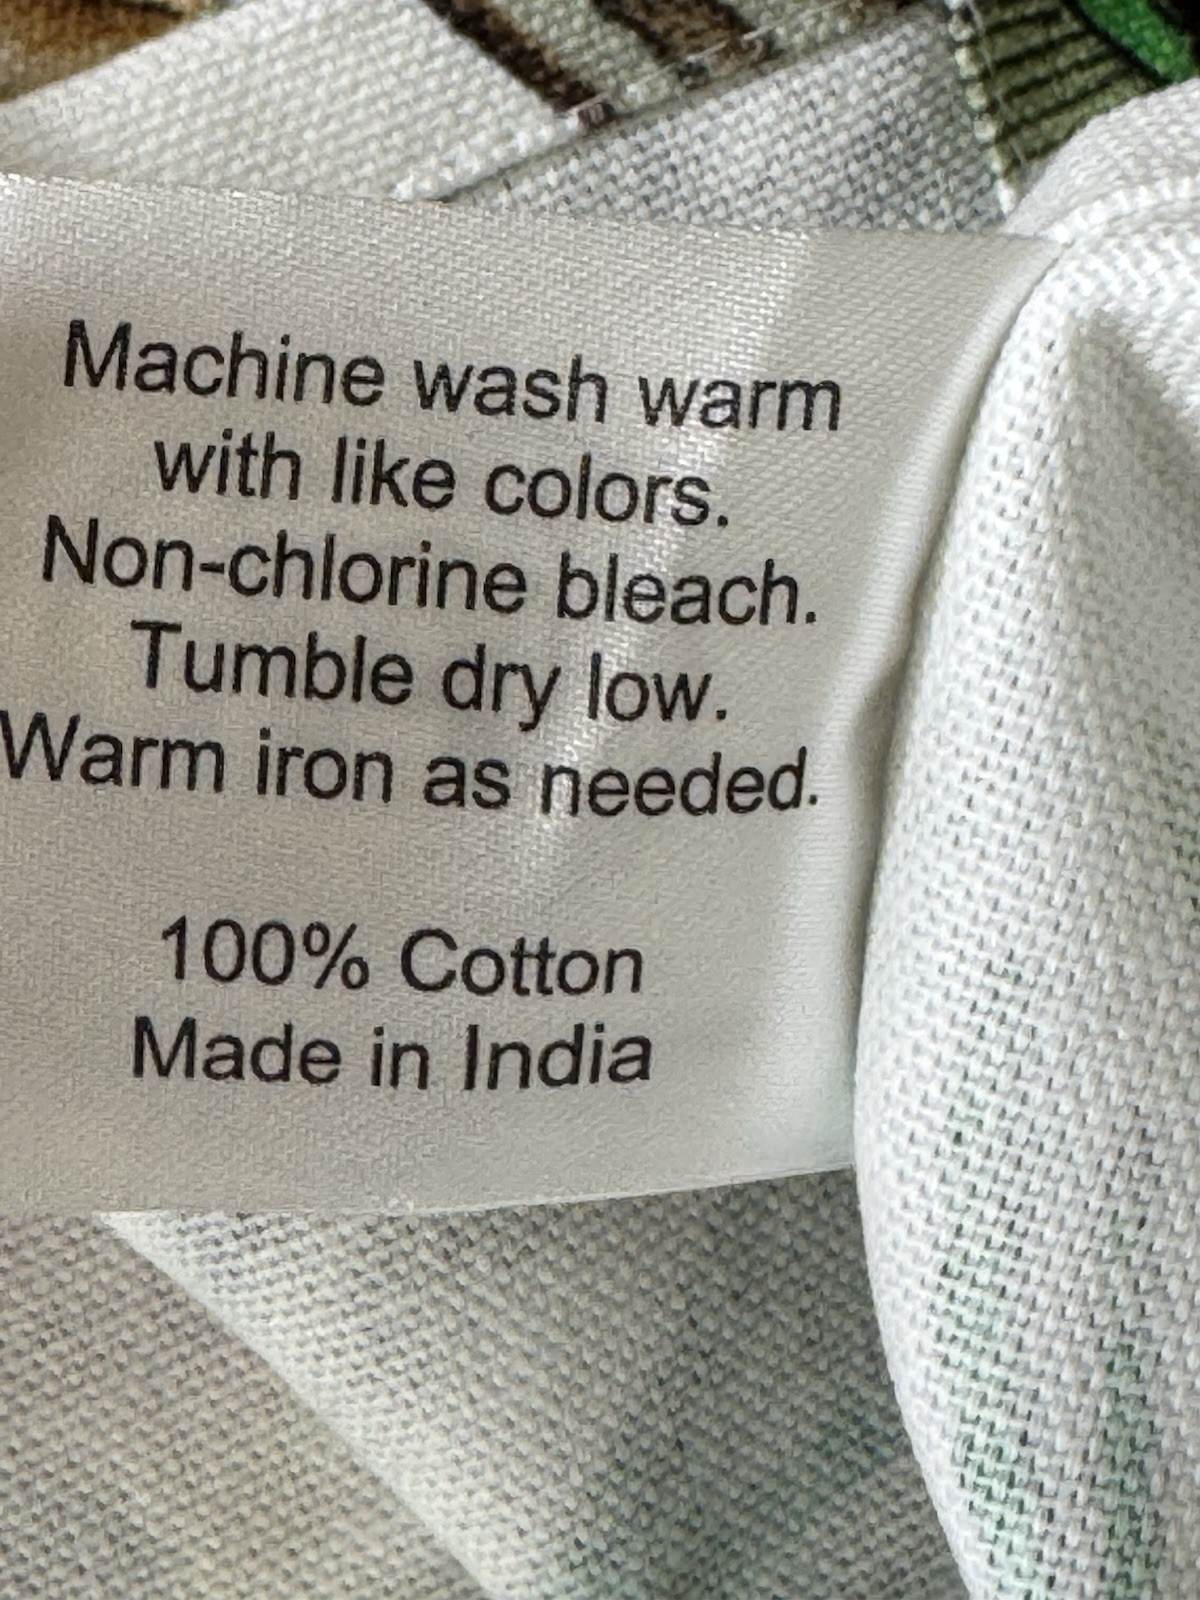 Machine wash warm
with like colors.
Non-chlorine bleach.
Tumble dry low.
Warm iron as needed.
100% Cotton
Made in India